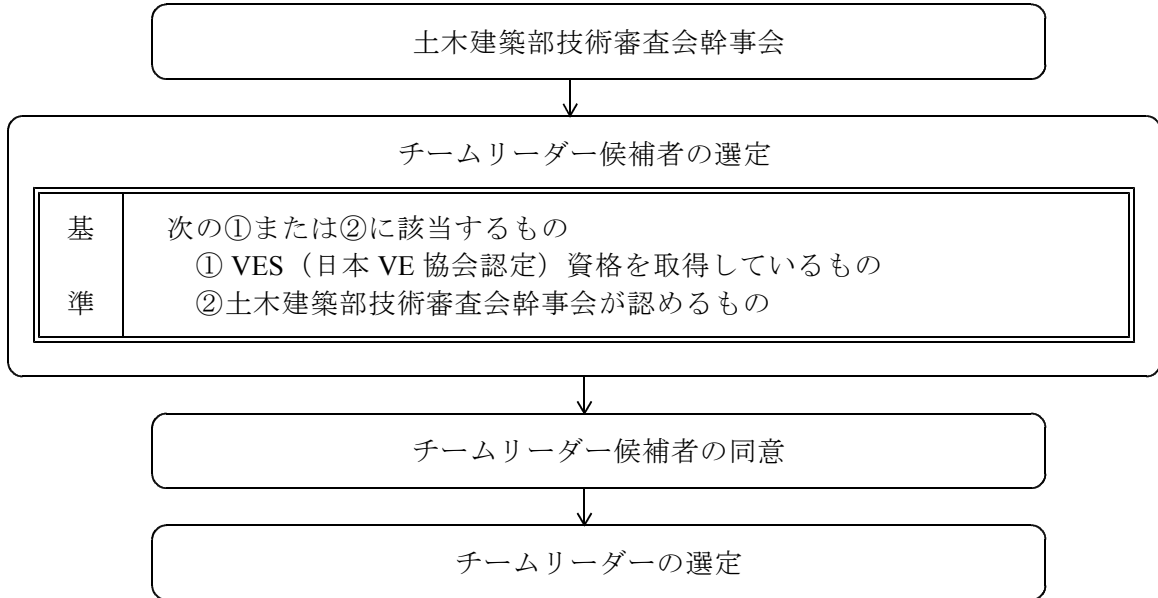 土木建築部技術審査会幹事会
チームリーダー候補者の選定
基準
次の①または②に該当するもの
① VES（日本 VE 協会認定）資格を取得しているもの
②土木建築部技術審査会幹事会が認めるもの
チームリーダー候補者の同意
チームリーダーの選定